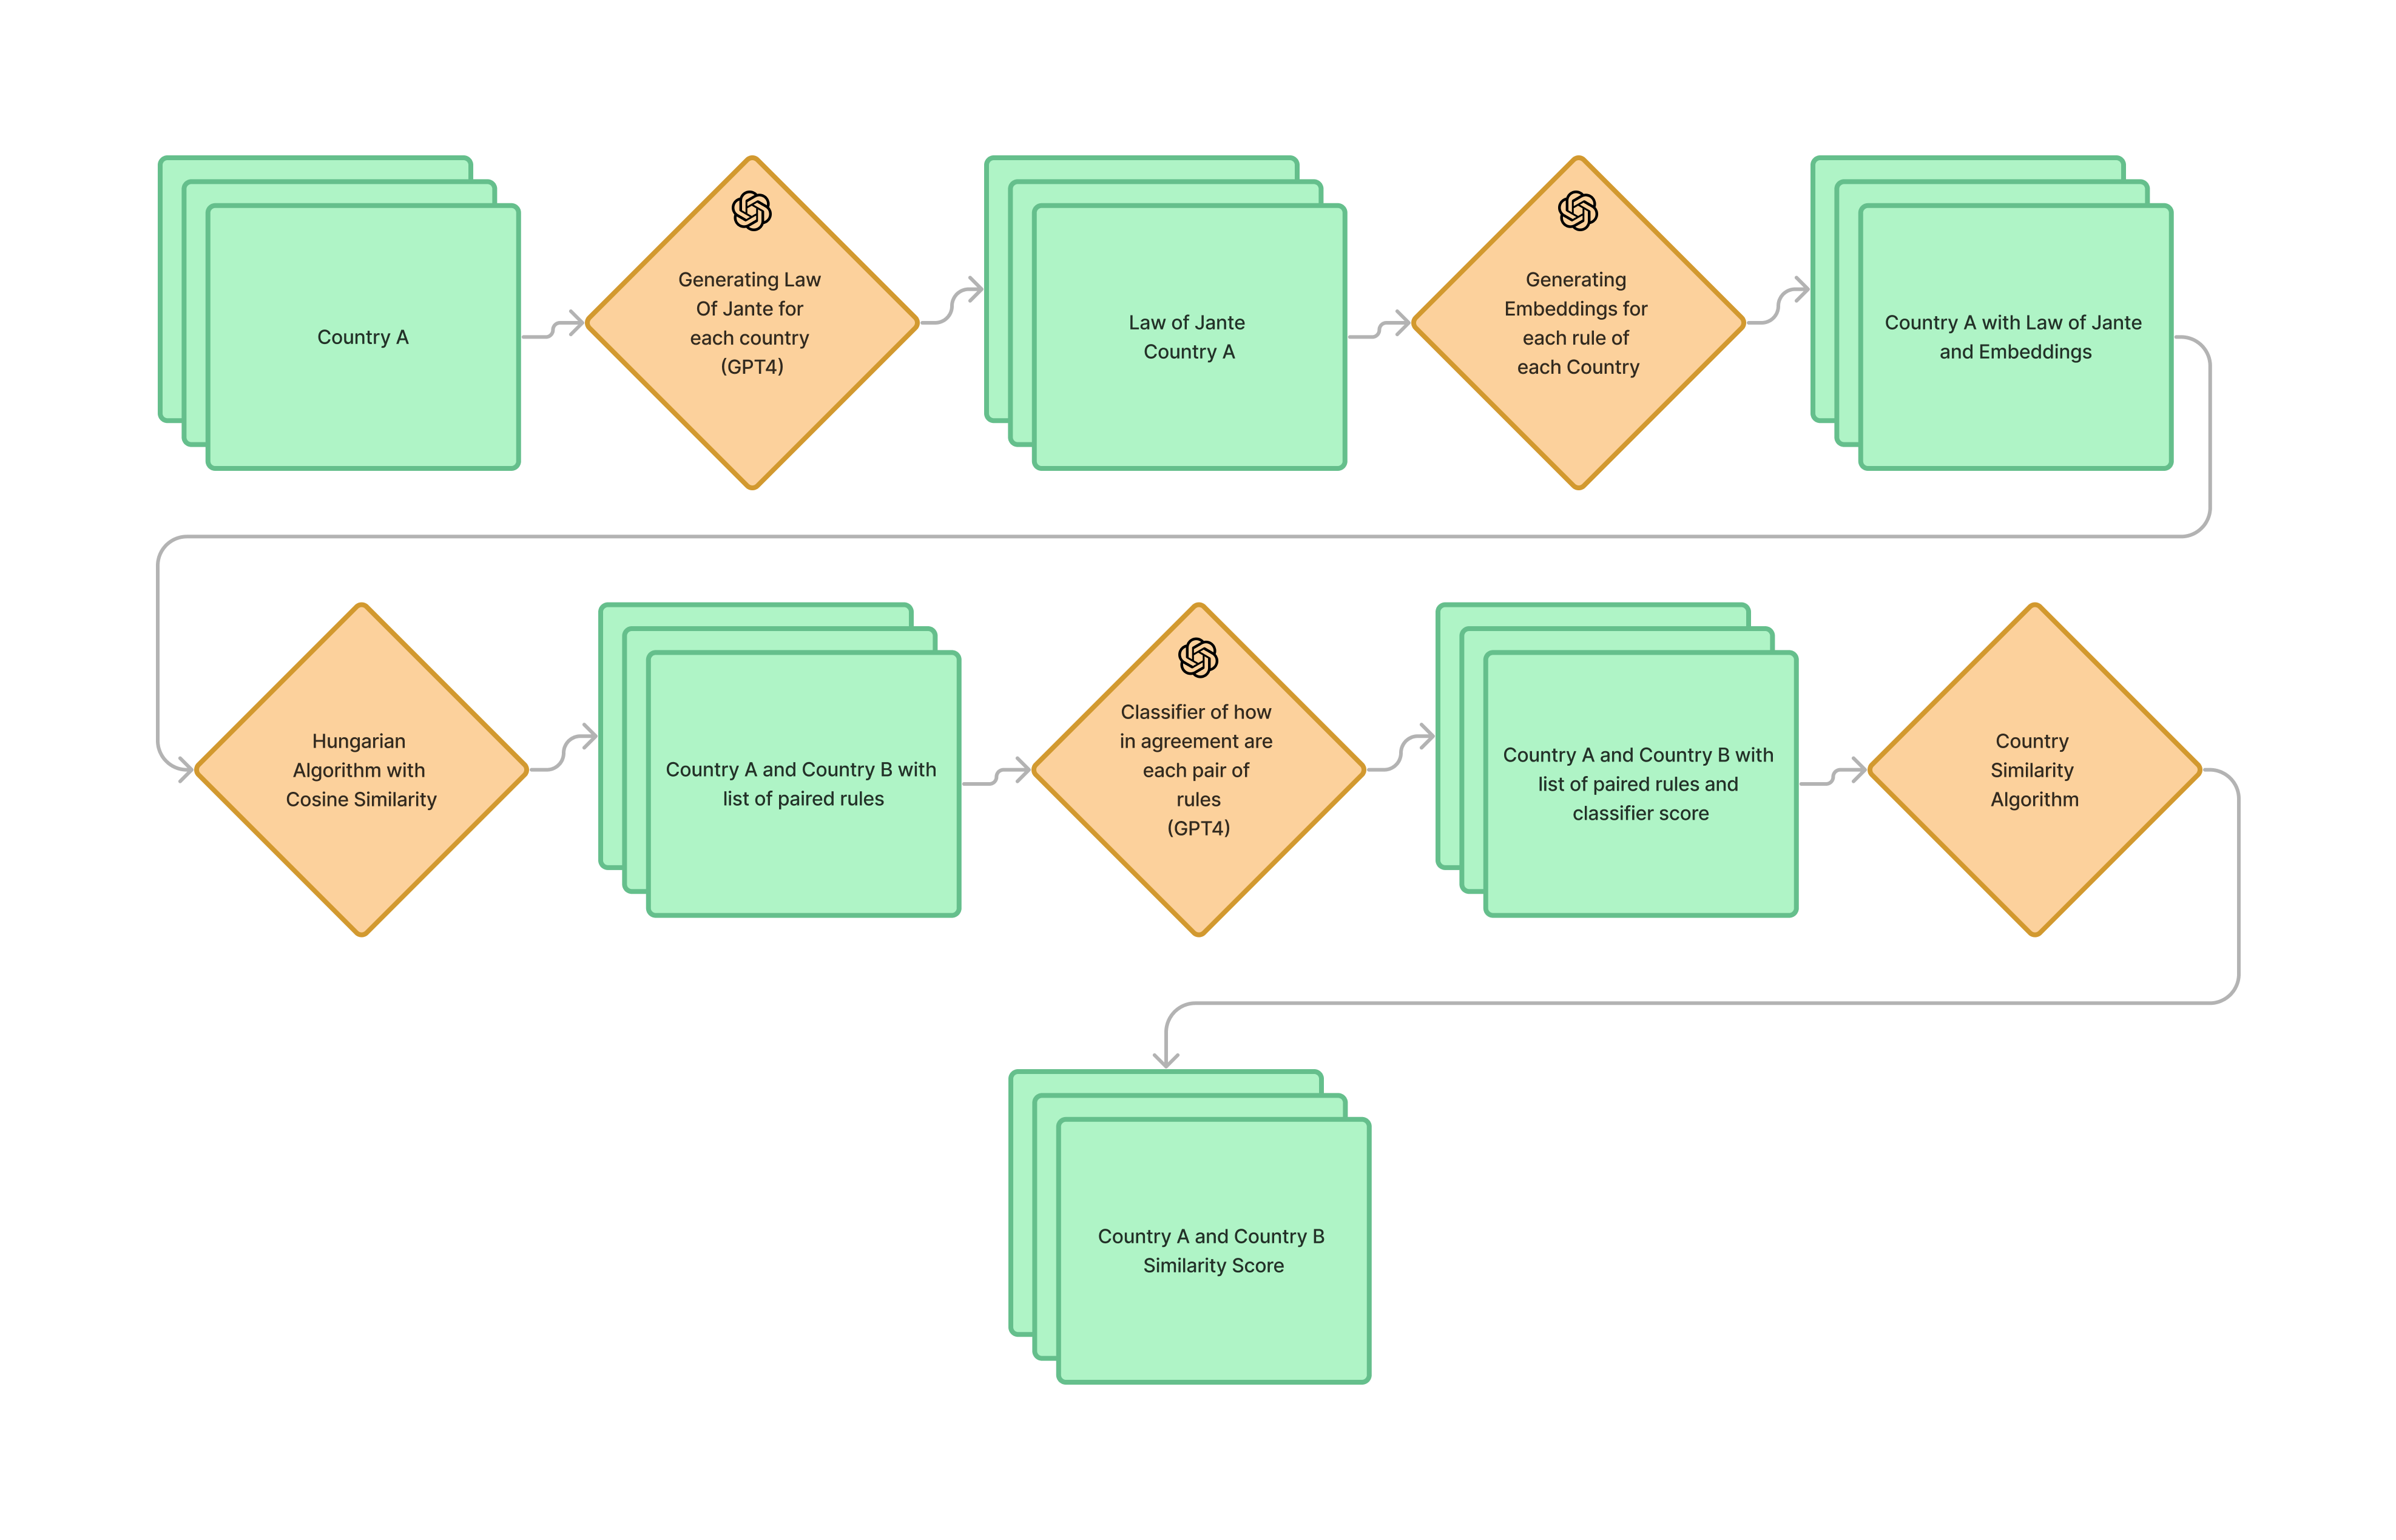 Country A
Generating Law
Of Jante for
each country
(GPT4)
Law of Jante
Country A
Generating
Embeddings for
each rule of
each Country
Country A with Law of Jante
and Embeddings
Hungarian
Algorithm with
Cosine Similarity
Country A and Country B with
list of paired rules
Classifier of how
in agreement are
each pair of
rules
(GPT4)
Country A and Country B with
list of paired rules and
classifier score
Country
Similarity
Algorithm
Country A and Country B
Similarity Score